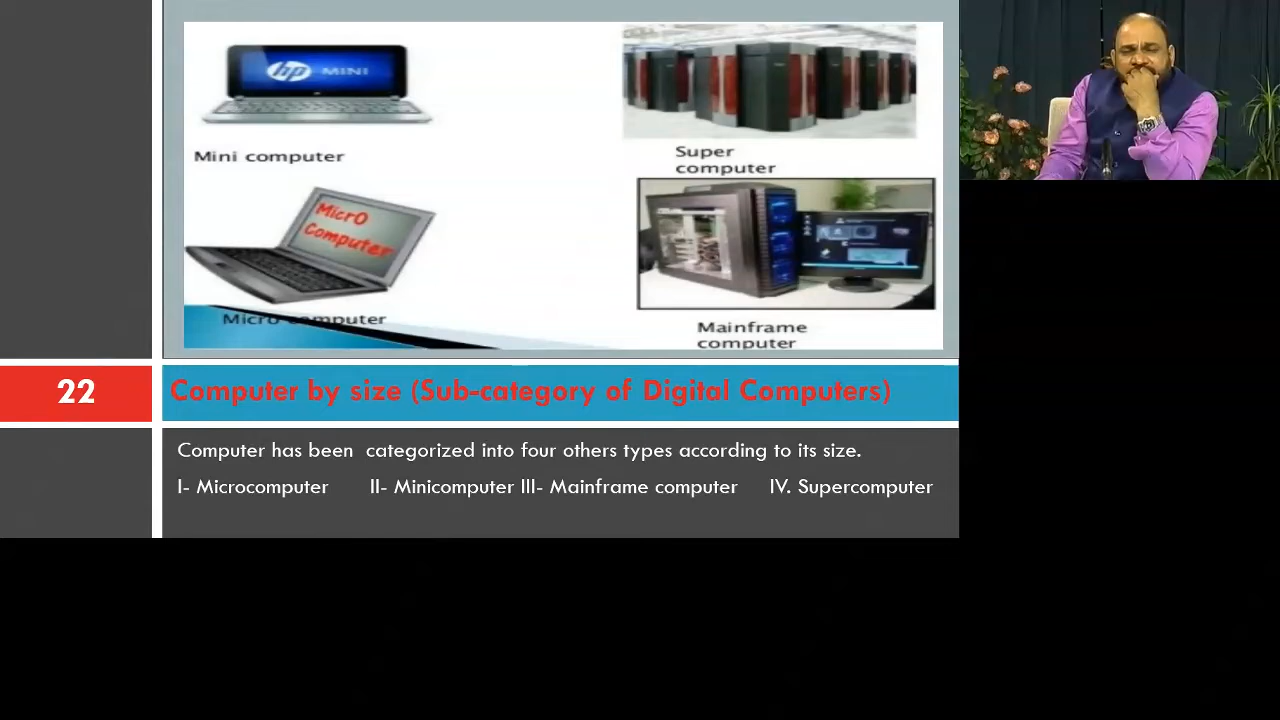 hp MINI
Mini computer
Super
computer
MicrO
Computer
Micro computer
Mainframe
computer
22
Computer by size (Sub-category of Digital Computers)
Computer has been categorized into four others types according to its size.
I- Microcomputer II- Minicomputer III- Mainframe computer IV. Supercomputer